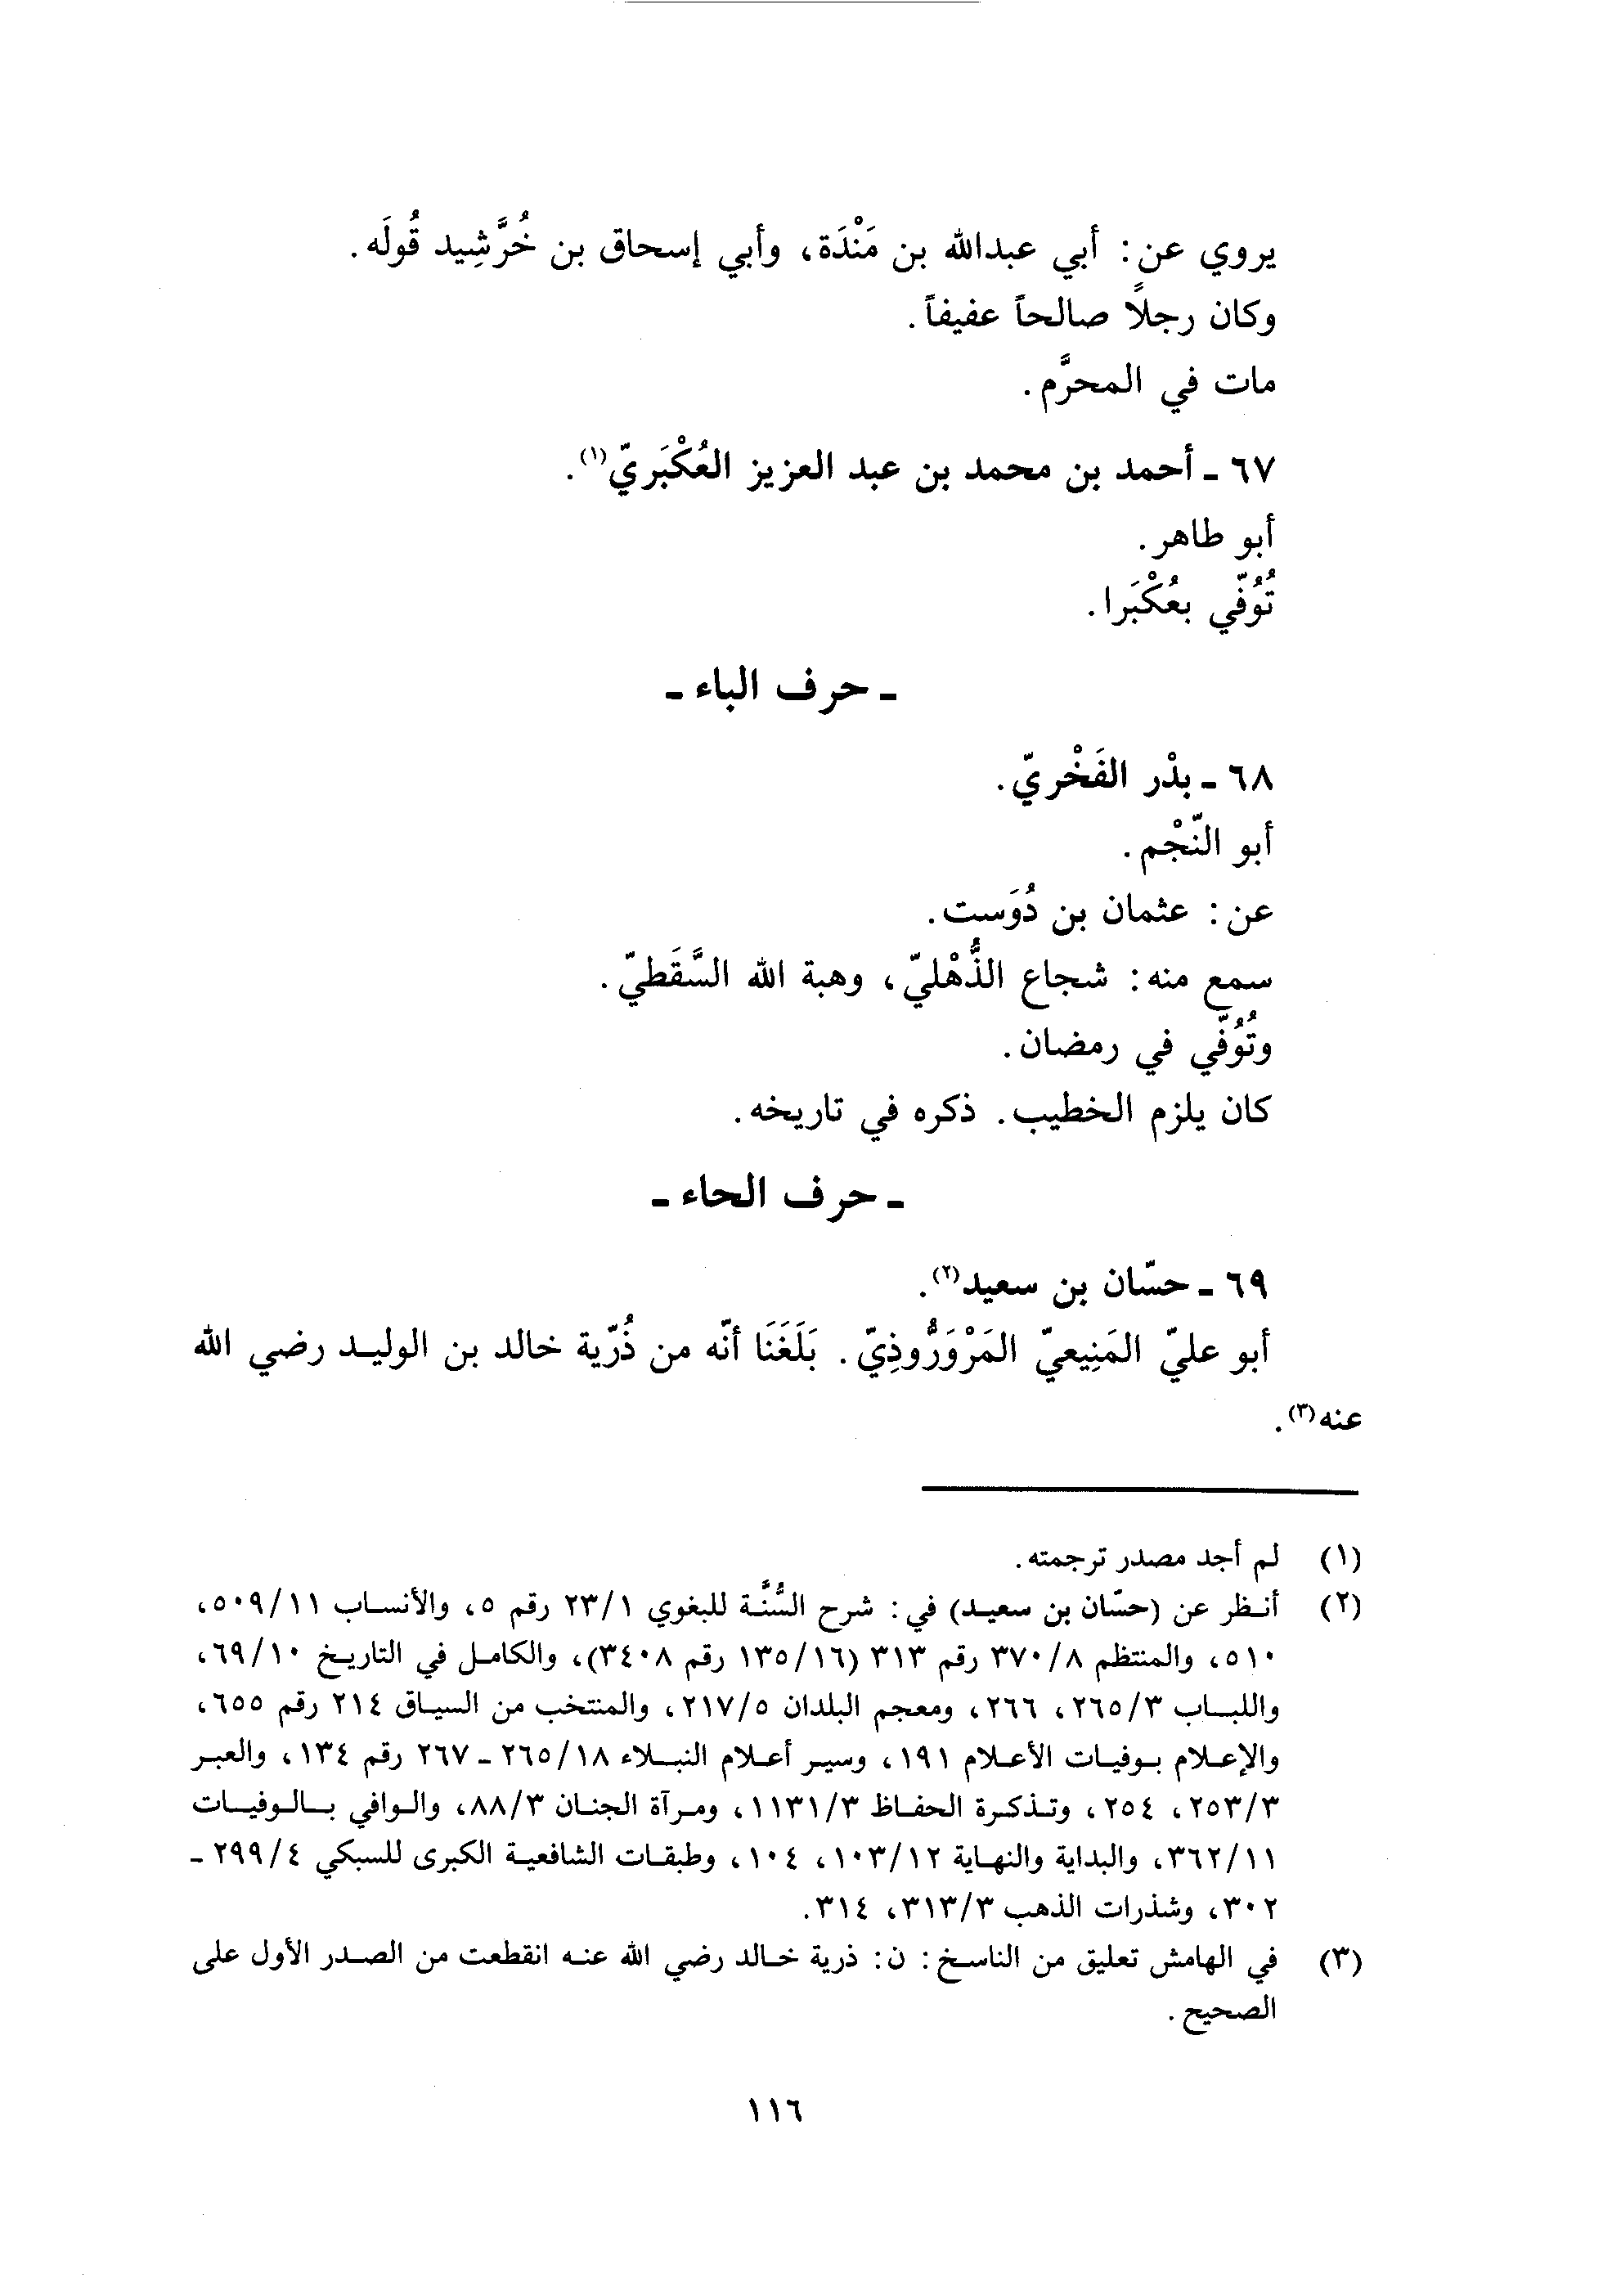 يروي عن: أبي عبدالله بن مَنْدَة، وأبي إسحاق بن خُرَّشِيد قُولَه.
وكان رجلًا صالحاً عفيفاً.
مات في المحرَّم.
٦٧ ـ أحمد بن محمد بن عبد العزيز العُكْبَريّ(١).
أبو طاهر.
تُوُفّي بعُكْبَرا.
ـ حرف الباء ـ
٦٨ ـ بدْر الفَخْريّ.
أبو النّجْم.
عن: عثمان بن دُوَست.
سمع منه: شجاع الذُّهْليّ، وهبة الله السَّقَطيّ.
وتُوُفّي في رمضان.
كان يلزم الخطيب. ذكره في تاريخه.
ـ حرف الحاء ـ
٦٩ ـ حسّان بن سعيد(٢).
أبو عليّ المَنِيعيّ المَرْوَرُّوذِيّ. بَلَغَنَا أنّه من ذُرّية خالد بن الوليد رضي الله
عنه(٣).
(١) لم أجد مصدر ترجمته.
(٢) أنظر عن (حسّان بن سعيد) في: شرح السُّنَّة للبغوي ٢٣/١ رقم ٥، والأنساب ٥٠٩/١١،
٥١٠، والمنتظم ٣٧٠/٨ رقم ٣١٣ (١٣٥/١٦ رقم ٣٤٠٨)، والكامل في التاريخ ٦٩/١٠،
واللباب ٢٦٥/٣، ٢٦٦، ومعجم البلدان ٢١٧/٥، والمنتخب من السياق ٢١٤ رقم ٦٥٥،
والإعلام بوفيات الأعلام ١٩١، وسير أعلام النبلاء ٢٦٥/١٨ ـ ٢٦٧ رقم ١٣٤، والعبر
٢٥٣/٣، ٢٥٤، وتذكرة الحفاظ ١١٣١/٣، ومرآة الجنان ٨٨/٣، والوافي بالوفيات
٣٦٢/١١، والبداية والنهاية ١٠٣/١٢، ١٠٤، وطبقات الشافعية الكبرى للسبكي ٢٩٩/٤ ـ
٣٠٢، وشذرات الذهب ٣١٣/٣، ٣١٤.
(٣) في الهامش تعليق من الناسخ: ن: ذرية خالد رضي الله عنه انقطعت من الصدر الأول على
الصحيح.
١١٦